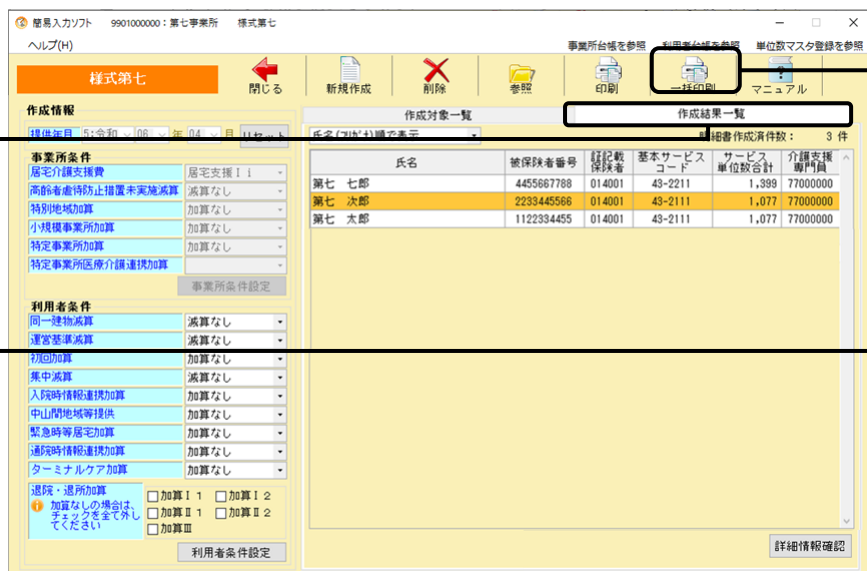 簡易入力ソフト 9901000000：第七事業所 様式第七
ヘルプ(H) 事業所台帳を参照 利用者台帳を参照 単位数マスタ登録を参照
様式第七 閉じる 新規作成 削除 参照 印刷 一括印刷 マニュアル
作成情報
提供年月 5:令和 06 年 04 月 リセット
事業所条件
居宅介護支援費 居宅支援Ⅰｉ
高齢者虐待防止措置未実施減算 減算なし
特別地域加算 加算なし
小規模事業所加算 加算なし
特定事業所加算 加算なし
特定事業所医療介護連携加算
事業所条件設定
利用者条件
同一建物減算 減算なし
運営基準減算 減算なし
初回加算 加算なし
集中減算 減算なし
入院時情報連携加算 加算なし
中山間地域等提供 加算なし
緊急時等居宅加算 加算なし
通院時情報連携加算 加算なし
ターミナルケア加算 加算なし
退院・退所加算
加算なしの場合は、
チェックを全て外し
てください
加算Ⅰ１ 加算Ⅰ２
加算Ⅱ１ 加算Ⅱ２
加算Ⅲ
利用者条件設定
作成対象一覧 作成結果一覧
氏名(ﾌﾘｶﾞﾅ)順で表示 細書作成済件数： 3 件
氏名 被保険者番号 証記載保険者 基本サービスコード サービス単位数合計 介護支援専門員
第七 七郎 4455667788 014001 43-2211 1,399 77000000
第七 次郎 2233445566 014001 43-2111 1,077 77000000
第七 太郎 1122334455 014001 43-2111 1,077 77000000
詳細情報確認